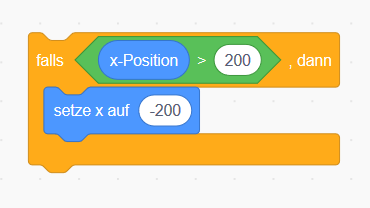 falls x-Position > 200 , dann
setze x auf -200